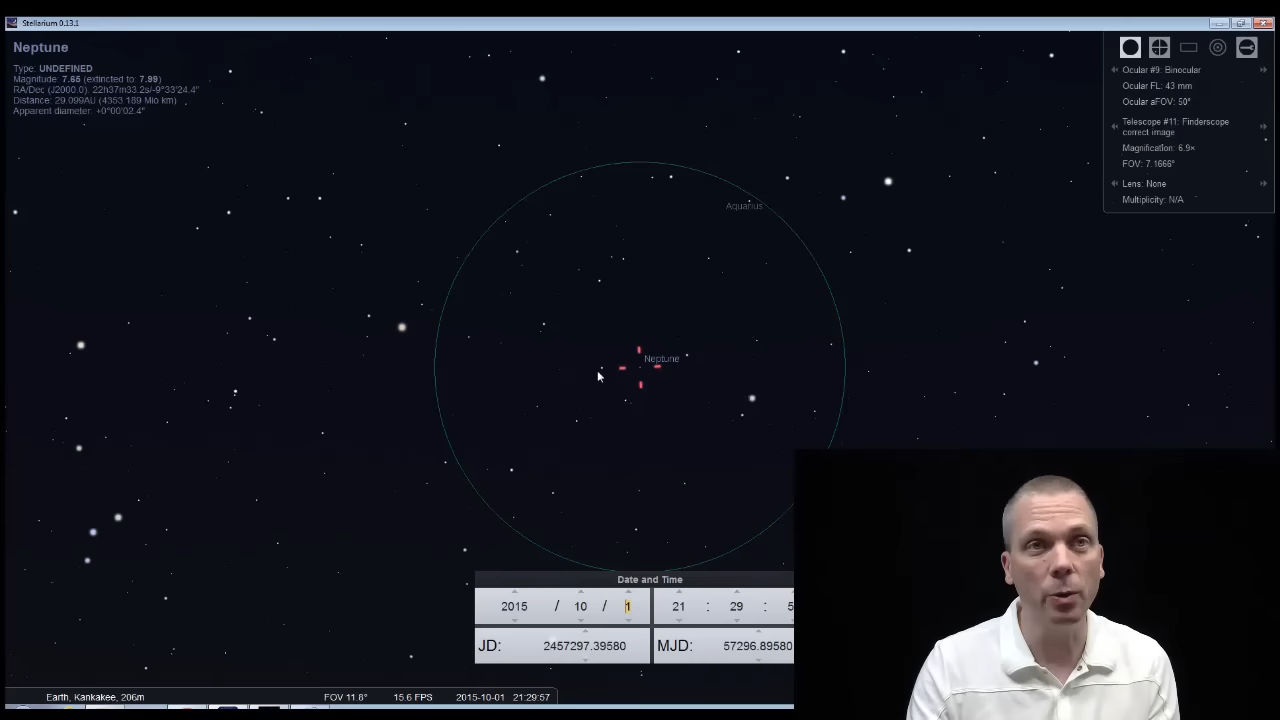 Stellarium 0.13.1
Neptune
Type: UNDEFINED
Magnitude: 7.65 (extincted to: 7.99)
RA/Dec (J2000.0): 22h37m33.2s/-9°33'24.4"
Distance: 29.099AU (4353.189 Mio km)
Apparent diameter: +0°00'02.4"
Ocular #9: Binocular
Ocular FL: 43 mm
Ocular aFOV: 50°
Telescope #11: Finderscope
correct image
Magnification: 6.9×
FOV: 7.1666°
Lens: None
Multiplicity: N/A
Aquarius
Neptune
Date and Time
2015 / 10 / 1 21 : 29 : 5
JD: 2457297.39580 MJD: 57296.89580
Earth, Kankakee, 206m FOV 11.8° 15.6 FPS 2015-10-01 21:29:57